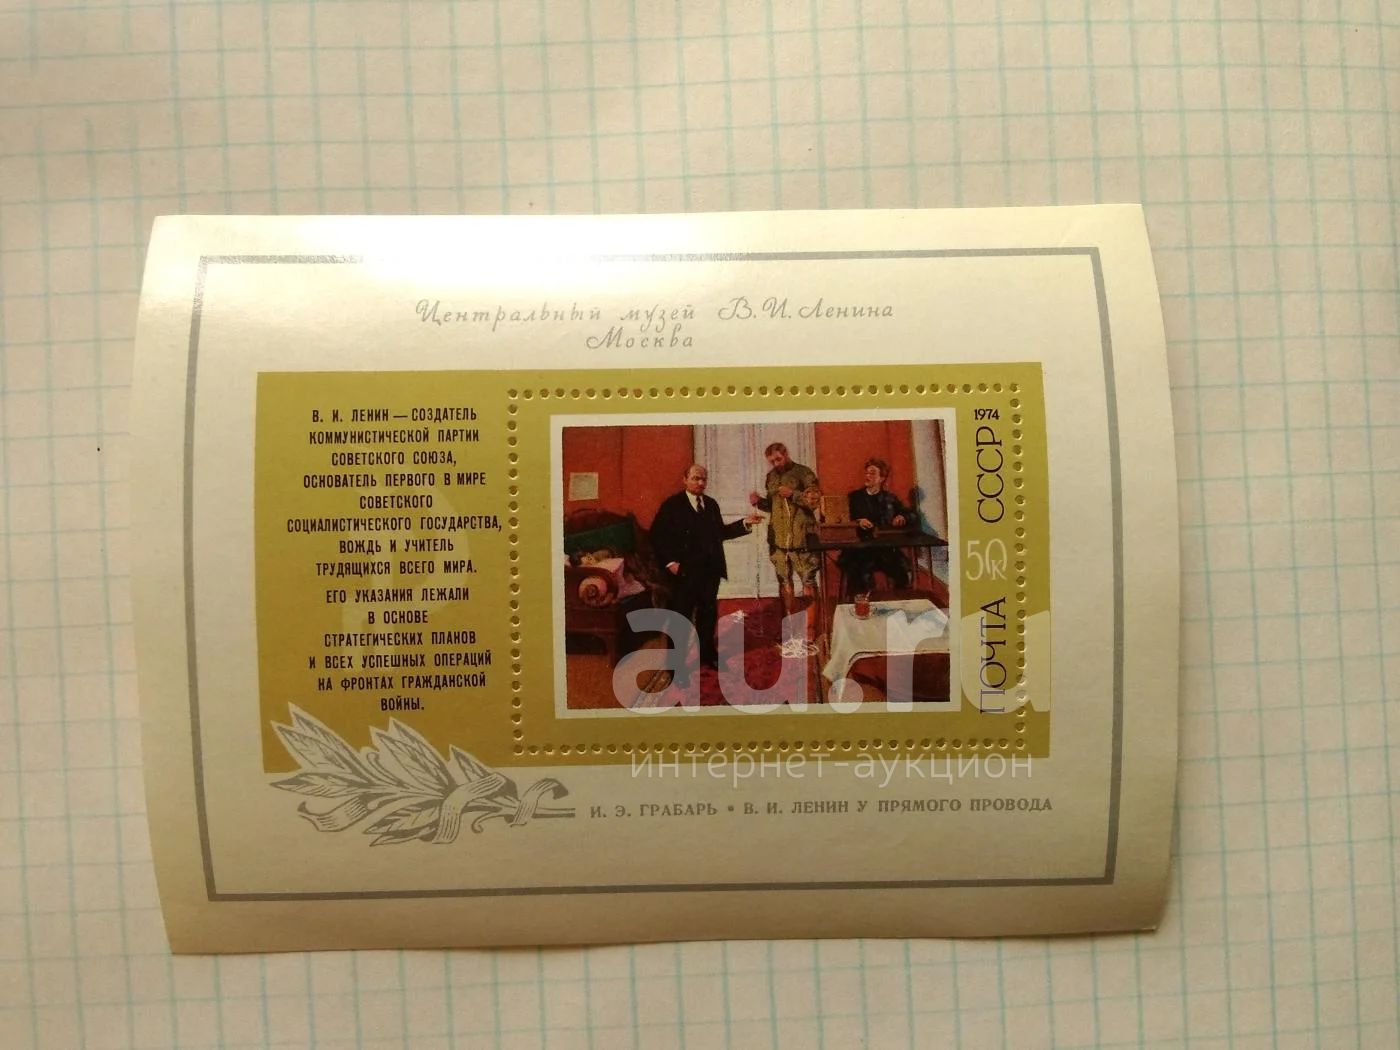 Центральный музей В.И. Ленина
Москва
В. И. ЛЕНИН — СОЗДАТЕЛЬ
КОММУНИСТИЧЕСКОЙ ПАРТИИ
СОВЕТСКОГО СОЮЗА,
ОСНОВАТЕЛЬ ПЕРВОГО В МИРЕ
СОВЕТСКОГО
СОЦИАЛИСТИЧЕСКОГО ГОСУДАРСТВА,
ВОЖДЬ И УЧИТЕЛЬ
ТРУДЯЩИХСЯ ВСЕГО МИРА.
ЕГО УКАЗАНИЯ ЛЕЖАЛИ
В ОСНОВЕ
СТРАТЕГИЧЕСКИХ ПЛАНОВ
И ВСЕХ УСПЕШНЫХ ОПЕРАЦИЙ
НА ФРОНТАХ ГРАЖДАНСКОЙ
ВОЙНЫ.
1974
ПОЧТА СССР
50к
au.ru
интернет-аукцион
И. Э. ГРАБАРЬ • В. И. ЛЕНИН У ПРЯМОГО ПРОВОДА